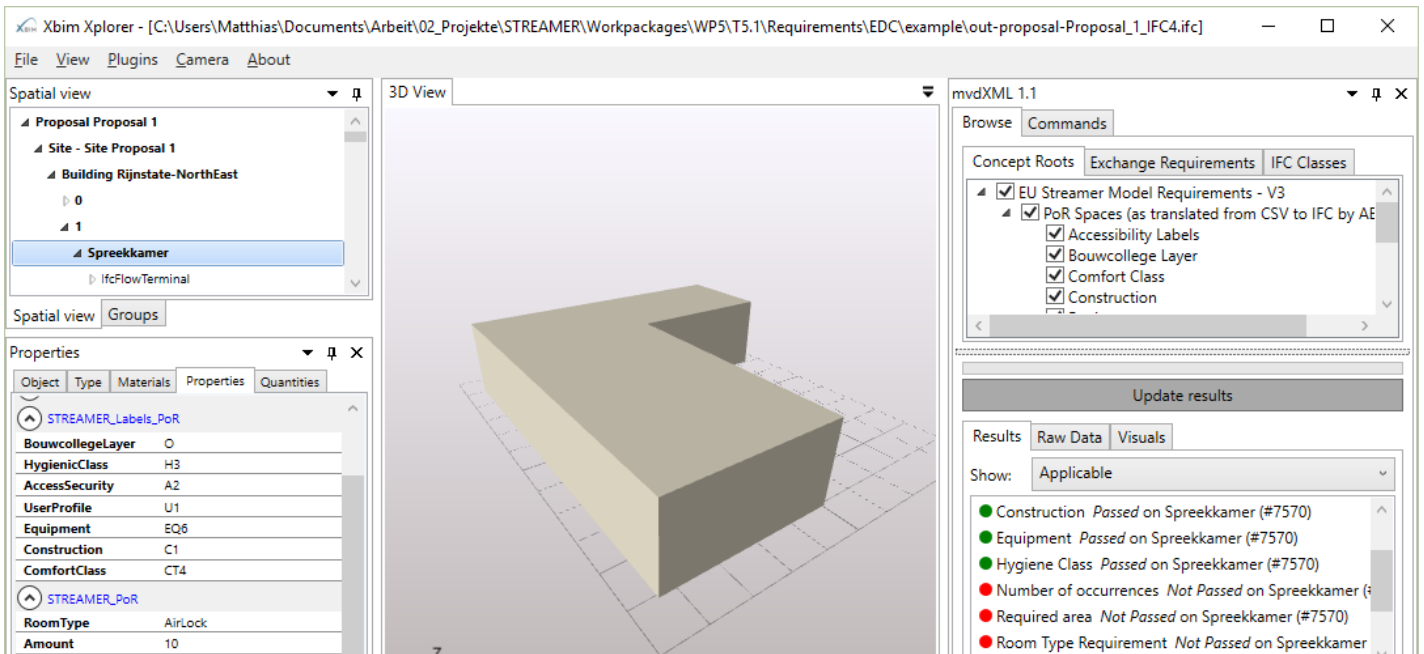 Xbim Xplorer - [C:\Users\Matthias\Documents\Arbeit\02_Projekte\STREAMER\Workpackages\WP5\T5.1\Requirements\EDC\example\out-proposal-Proposal_1_IFC4.ifc]
File View Plugins Camera About
Spatial view
Proposal Proposal 1
Site - Site Proposal 1
Building Rijnstate-NorthEast
0
1
Spreekkamer
IfcFlowTerminal
Spatial view Groups
Properties
Object Type Materials Properties Quantities
STREAMER_Labels_PoR
BouwcollegeLayer O
HygienicClass H3
AccessSecurity A2
UserProfile U1
Equipment EQ6
Construction C1
ComfortClass CT4
STREAMER_PoR
RoomType AirLock
Amount 10
3D View
mvdXML 1.1
Browse Commands
Concept Roots Exchange Requirements IFC Classes
EU Streamer Model Requirements - V3
PoR Spaces (as translated from CSV to IFC by
Accessibility Labels
Bouwcollege Layer
Comfort Class
Construction
Update results
Results Raw Data Visuals
Show: Applicable
Construction Passed on Spreekkamer (#7570)
Equipment Passed on Spreekkamer (#7570)
Hygiene Class Passed on Spreekkamer (#7570)
Number of occurrences Not Passed on Spreekkamer
Required area Not Passed on Spreekkamer (#7570)
Room Type Requirement Not Passed on Spreekkamer